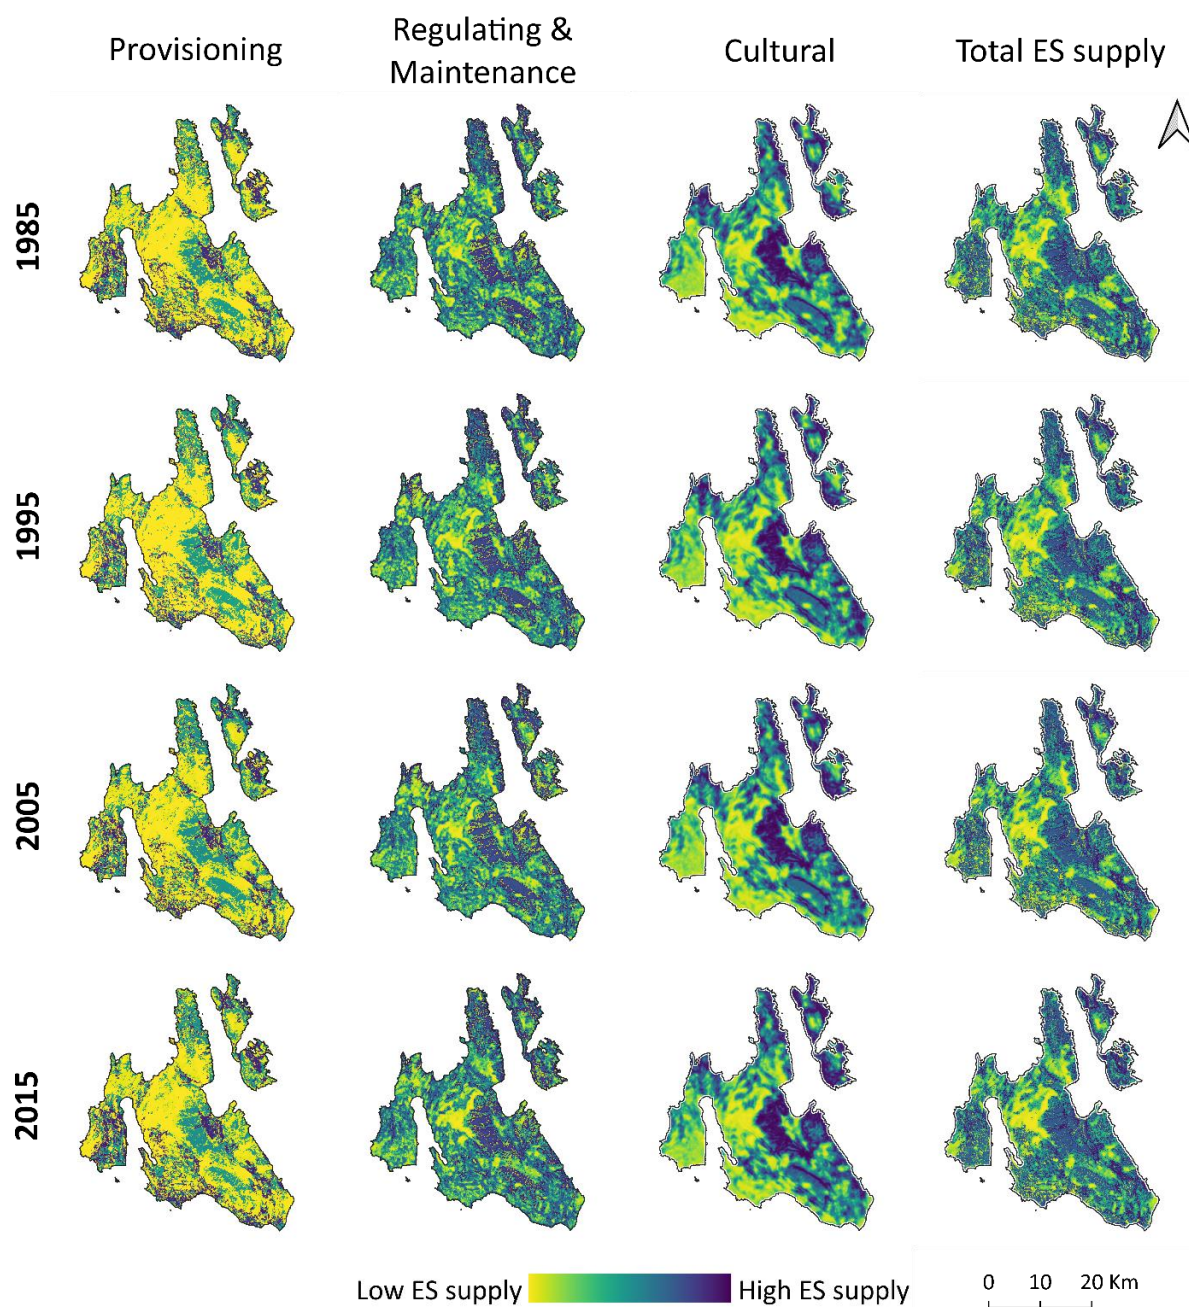 Provisioning
Regulating &
Maintenance
Cultural
Total ES supply
1985
1995
2005
2015
Low ES supply
High ES supply
0 10 20 Km